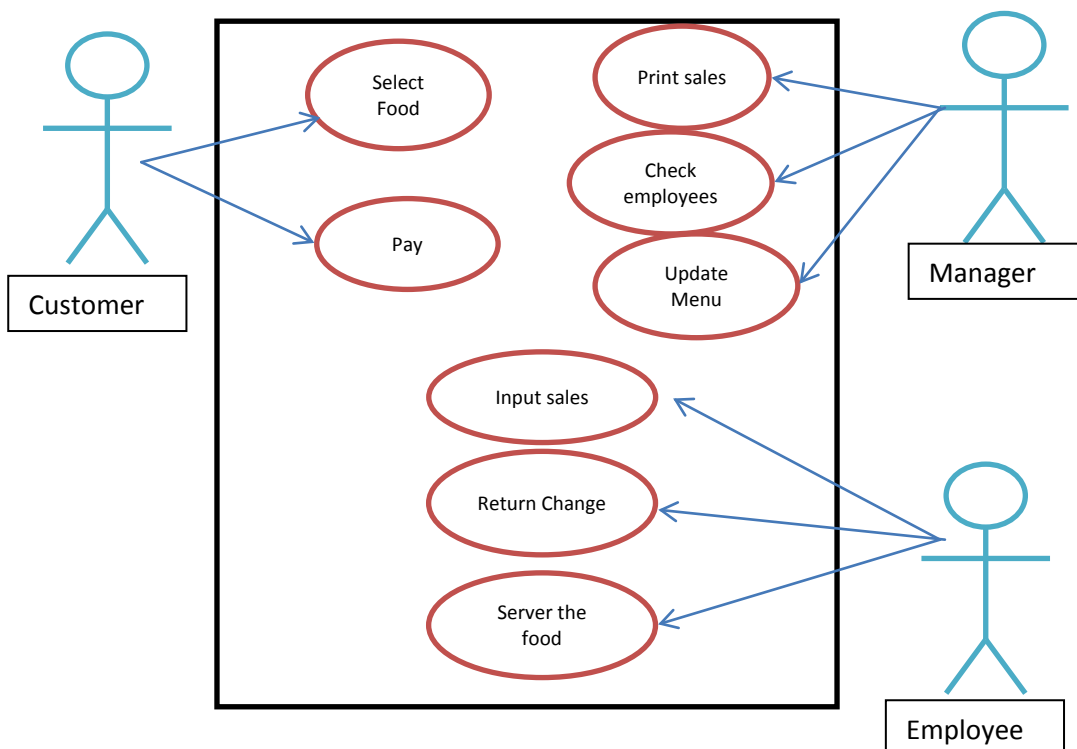 Select
Food
Print sales
Check
employees
Pay
Update
Menu
Customer
Manager
Input sales
Return Change
Server the
food
Employee